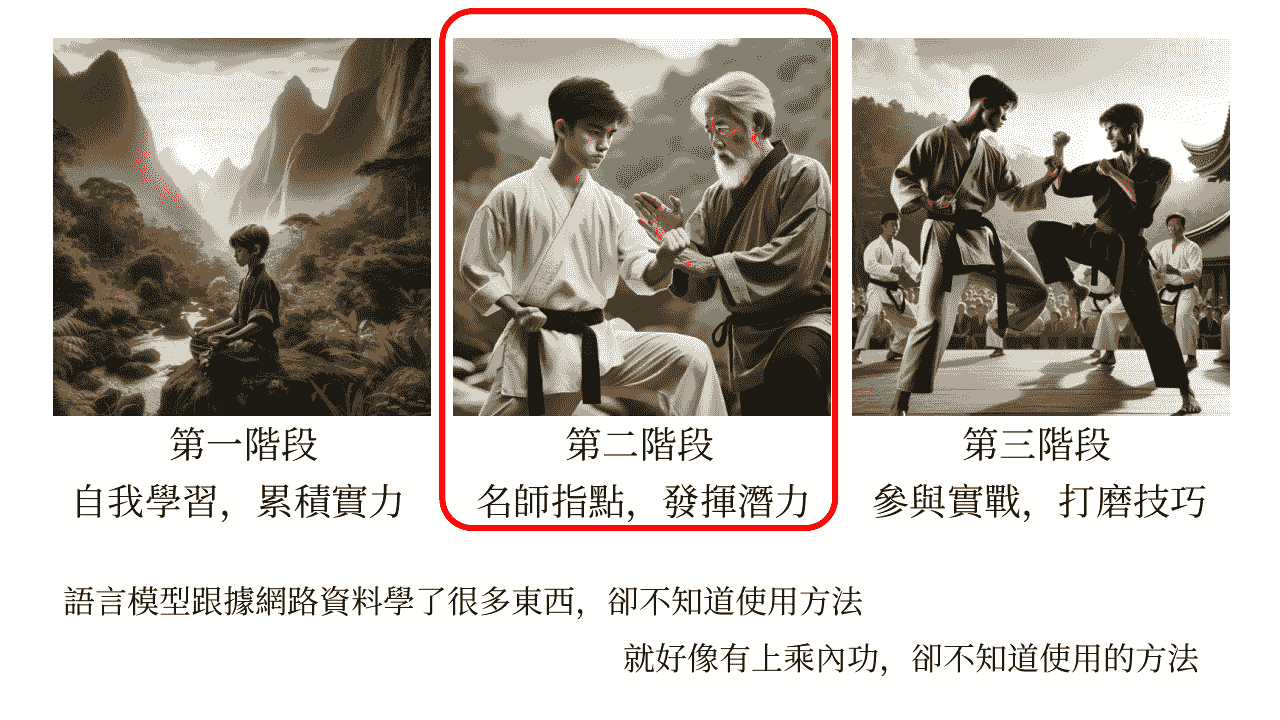 第一階段
自我學習，累積實力
第二階段
名師指點，發揮潛力
第三階段
參與實戰，打磨技巧
語言模型跟據網路資料學了很多東西，卻不知道使用方法
就好像有上乘內功，卻不知道使用的方法